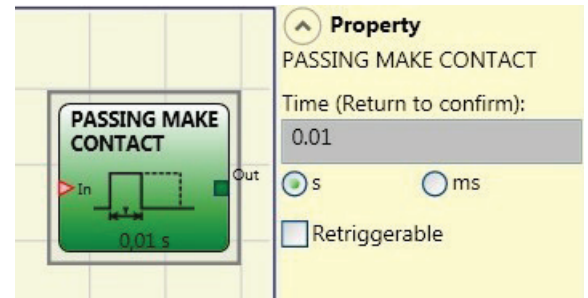 PASSING MAKE
CONTACT
In
Out
T
0,01 s
Property
PASSING MAKE CONTACT
Time (Return to confirm):
0.01
s
ms
Retriggerable